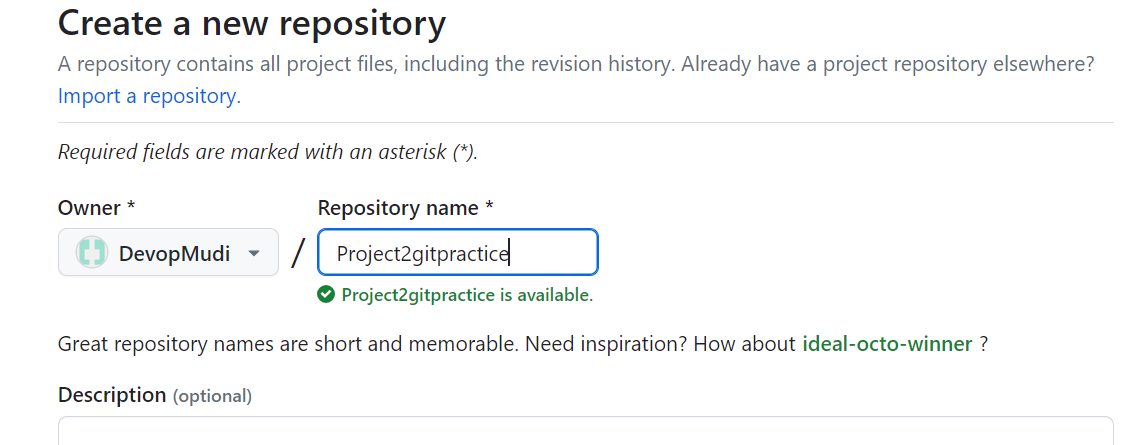 Create a new repository
A repository contains all project files, including the revision history. Already have a project repository elsewhere?
Import a repository.
Required fields are marked with an asterisk (*).
Owner * Repository name *
DevopMudi / Project2gitpractice
Project2gitpractice is available.
Great repository names are short and memorable. Need inspiration? How about ideal-octo-winner ?
Description (optional)